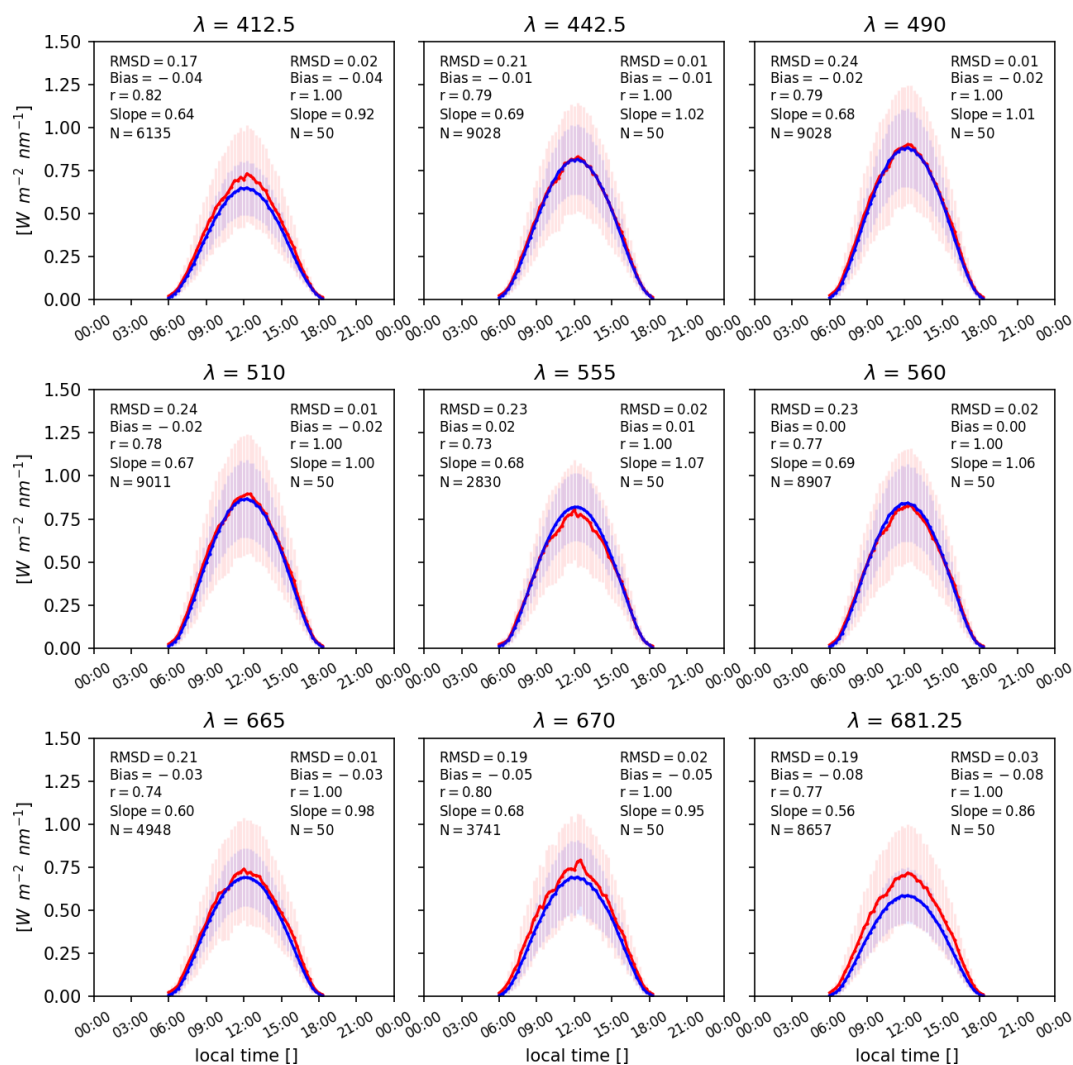 λ = 412.5
1.50
1.25
1.00
0.75
0.50
0.25
0.00
[W m⁻² nm⁻¹]
RMSD = 0.17
Bias = −0.04
r = 0.82
Slope = 0.64
N = 6135
RMSD = 0.02
Bias = −0.04
r = 1.00
Slope = 0.92
N = 50
00:00 03:00 06:00 09:00 12:00 15:00 18:00 21:00 00:00
λ = 442.5
RMSD = 0.21
Bias = −0.01
r = 0.79
Slope = 0.69
N = 9028
RMSD = 0.01
Bias = −0.01
r = 1.00
Slope = 1.02
N = 50
00:00 03:00 06:00 09:00 12:00 15:00 18:00 21:00 00:00
λ = 490
RMSD = 0.24
Bias = −0.02
r = 0.79
Slope = 0.68
N = 9028
RMSD = 0.01
Bias = −0.02
r = 1.00
Slope = 1.01
N = 50
00:00 03:00 06:00 09:00 12:00 15:00 18:00 21:00 00:00
λ = 510
1.50
1.25
1.00
0.75
0.50
0.25
0.00
[W m⁻² nm⁻¹]
RMSD = 0.24
Bias = −0.02
r = 0.78
Slope = 0.67
N = 9011
RMSD = 0.01
Bias = −0.02
r = 1.00
Slope = 1.00
N = 50
00:00 03:00 06:00 09:00 12:00 15:00 18:00 21:00 00:00
λ = 555
RMSD = 0.23
Bias = 0.02
r = 0.73
Slope = 0.68
N = 2830
RMSD = 0.02
Bias = 0.01
r = 1.00
Slope = 1.07
N = 50
00:00 03:00 06:00 09:00 12:00 15:00 18:00 21:00 00:00
λ = 560
RMSD = 0.23
Bias = 0.00
r = 0.77
Slope = 0.69
N = 8907
RMSD = 0.02
Bias = 0.00
r = 1.00
Slope = 1.06
N = 50
00:00 03:00 06:00 09:00 12:00 15:00 18:00 21:00 00:00
λ = 665
1.50
1.25
1.00
0.75
0.50
0.25
0.00
[W m⁻² nm⁻¹]
RMSD = 0.21
Bias = −0.03
r = 0.74
Slope = 0.60
N = 4948
RMSD = 0.01
Bias = −0.03
r = 1.00
Slope = 0.98
N = 50
00:00 03:00 06:00 09:00 12:00 15:00 18:00 21:00 00:00
local time []
λ = 670
RMSD = 0.19
Bias = −0.05
r = 0.80
Slope = 0.68
N = 3741
RMSD = 0.02
Bias = −0.05
r = 1.00
Slope = 0.95
N = 50
00:00 03:00 06:00 09:00 12:00 15:00 18:00 21:00 00:00
local time []
λ = 681.25
RMSD = 0.19
Bias = −0.08
r = 0.77
Slope = 0.56
N = 8657
RMSD = 0.03
Bias = −0.08
r = 1.00
Slope = 0.86
N = 50
00:00 03:00 06:00 09:00 12:00 15:00 18:00 21:00 00:00
local time []